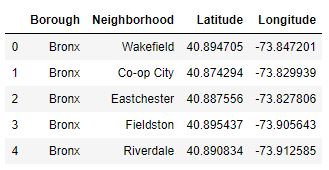 Borough Neighborhood Latitude Longitude
0 Bronx Wakefield 40.894705 -73.847201
1 Bronx Co-op City 40.874294 -73.829939
2 Bronx Eastchester 40.887556 -73.827806
3 Bronx Fieldston 40.895437 -73.905643
4 Bronx Riverdale 40.890834 -73.912585